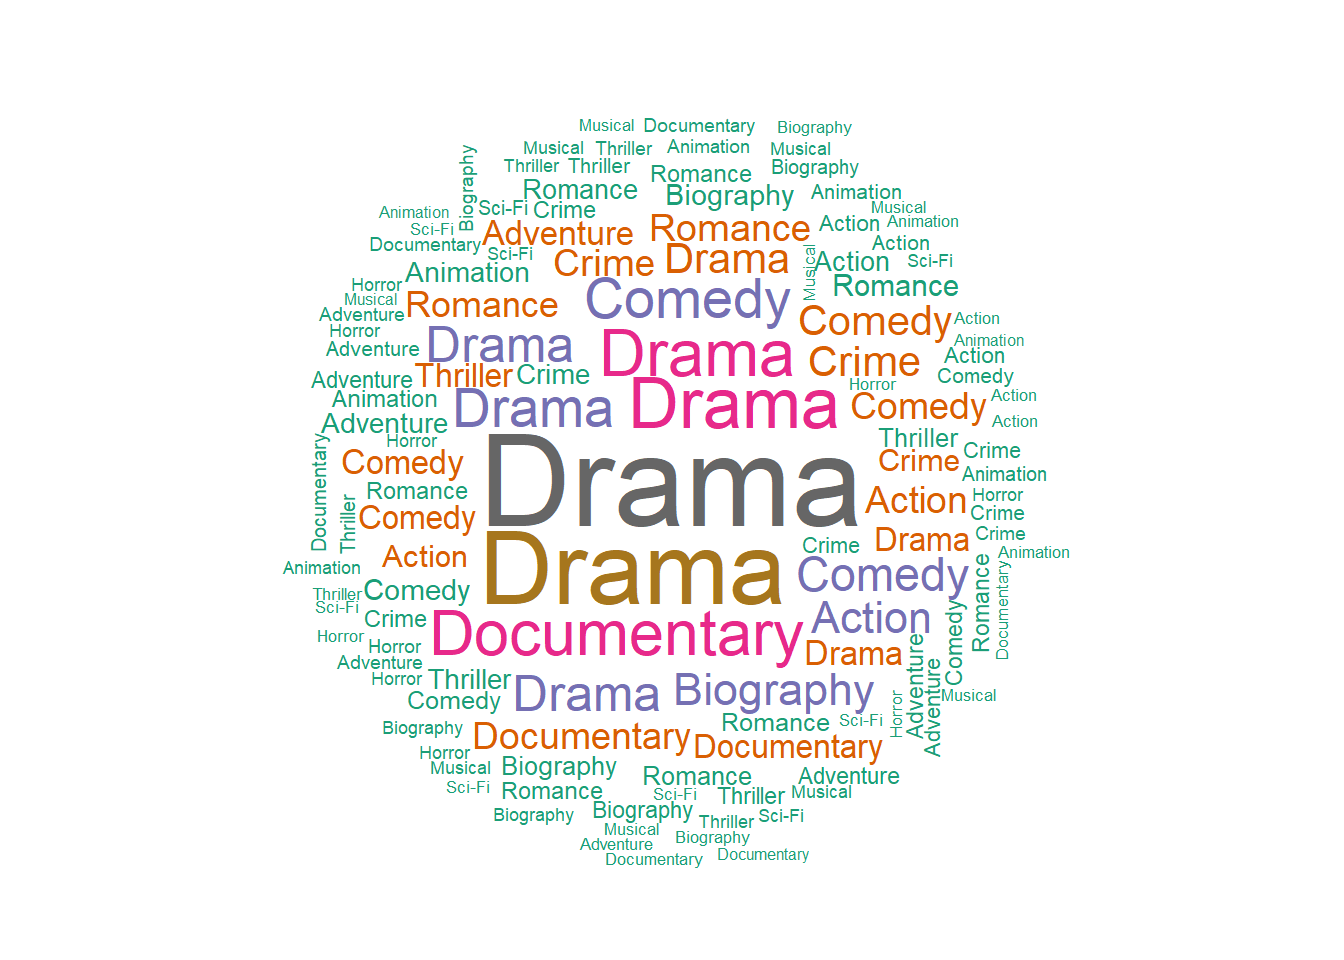 Musical Documentary Biography
Musical Thriller Animation Musical
Thriller Thriller Romance Biography
Biography Romance Biography Animation
Animation Sci-Fi Crime Musical
Sci-Fi Adventure Romance Action Animation
Documentary Sci-Fi Crime Drama Action
Animation Musical Action Sci-Fi
Horror Comedy Romance
Musical Romance
Adventure Comedy Action
Horror Drama Drama Animation
Adventure Crime Action
Adventure Thriller Crime Horror Comedy
Animation Drama Drama Comedy Action
Adventure Action
Horror Thriller Crime
Documentary Comedy Drama Crime Animation
Romance Action Horror
Thriller Comedy Crime
Action Drama Crime
Crime Animation
Animation Drama Comedy Romance
Thriller Comedy Documentary
Sci-Fi Action Comedy
Crime Documentary
Horror Horror Drama Adventure
Adventure Adventure
Horror Thriller Drama Biography Musical
Comedy Horror
Biography Romance Sci-Fi
Documentary Documentary
Horror
Musical Biography Romance Adventure
Sci-Fi Romance Sci-Fi Thriller Musical
Biography Biography Thriller Sci-Fi
Musical Biography
Adventure Documentary Documentary